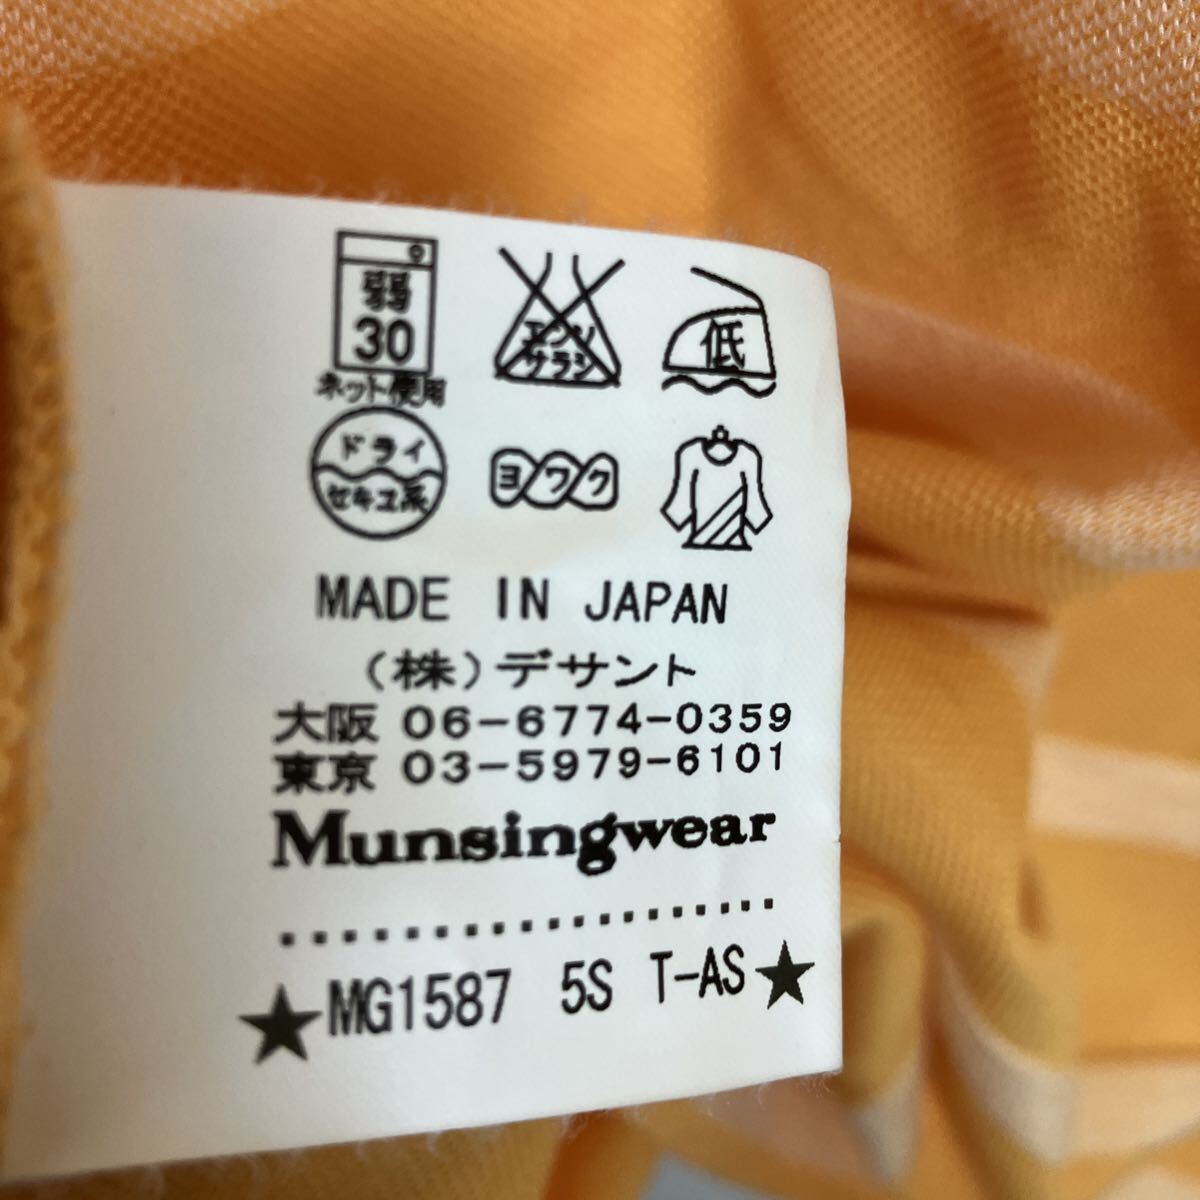 弱
30
ネット使用
エンソ
サラシ
低
ドライ
セキユ系
ヨワク
MADE IN JAPAN
(株)デサント
大阪 06-6774-0359
東京 03-5979-6101
Munsingwear
....................
★MG1587 5S T-AS★